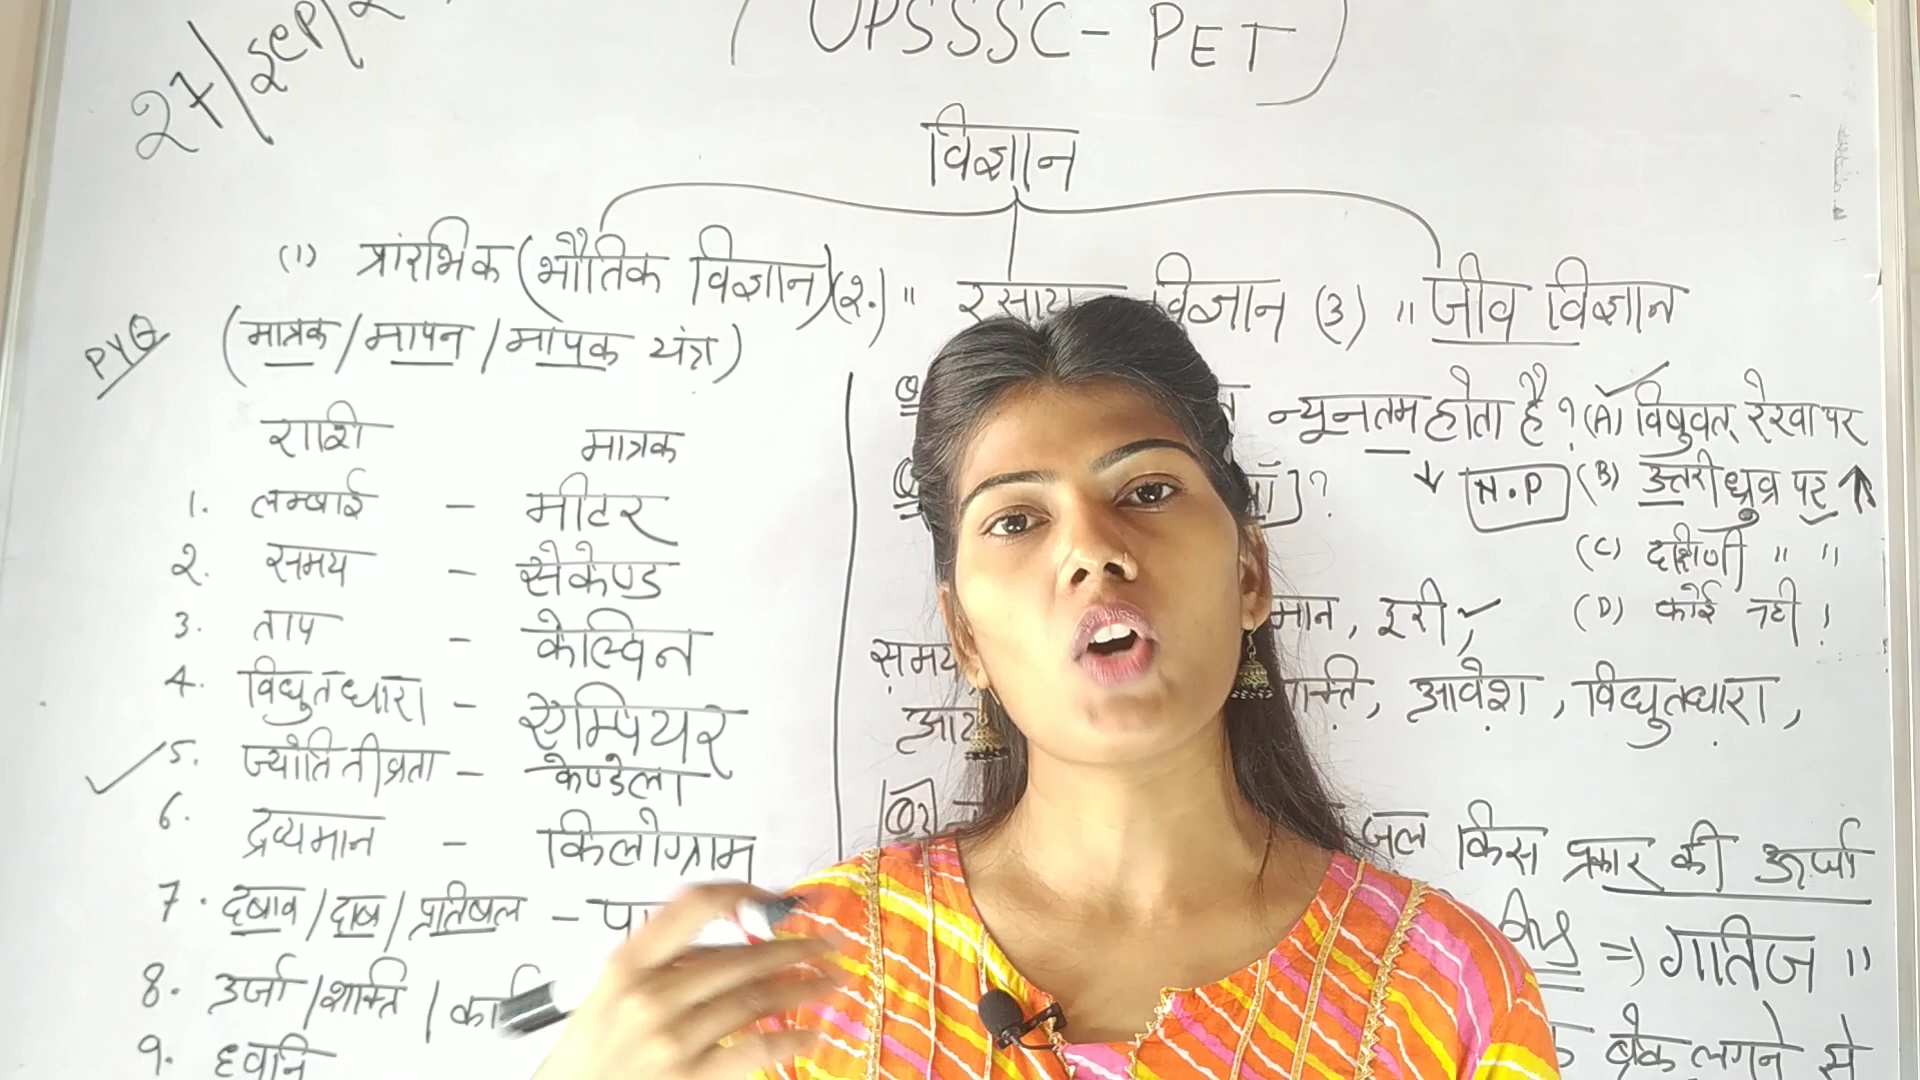 27/Sep/2
(UPSSSC-PET)
विज्ञान
(1) प्रांरभिक (भौतिक विज्ञान) (2.) " रसाय विज्ञान (3) " जीव विज्ञान
PYQ (मात्रक/मापन/मापक यंत्र)
राशि मात्रक
1. लम्बाई - मीटर
2. समय - सेकेण्ड
3. ताप - केल्विन
4. विधुतधारा - एम्पियर
5. ज्योति तीव्रता - केण्डेला
6. द्रव्यमान - किलोग्राम
7. दबाव/दाब/प्रतिबल - पा
8. उर्जा/शक्ति/कार्
9. ध्वनि
Q न्यूनतम होता है? (A) विषुवत् रेखा पर
Q ]? ↓ N.P (B) उत्तरी ध्रुव पर ↑
(C) दक्षिणी " "
मान, दूरी, (D) कोई नही!
समय क्ति, आवेश, विधुतधारा,
आ
Q? जल किस प्रकार की ऊर्जा
=> गतिज "
ब्रेक लगने से